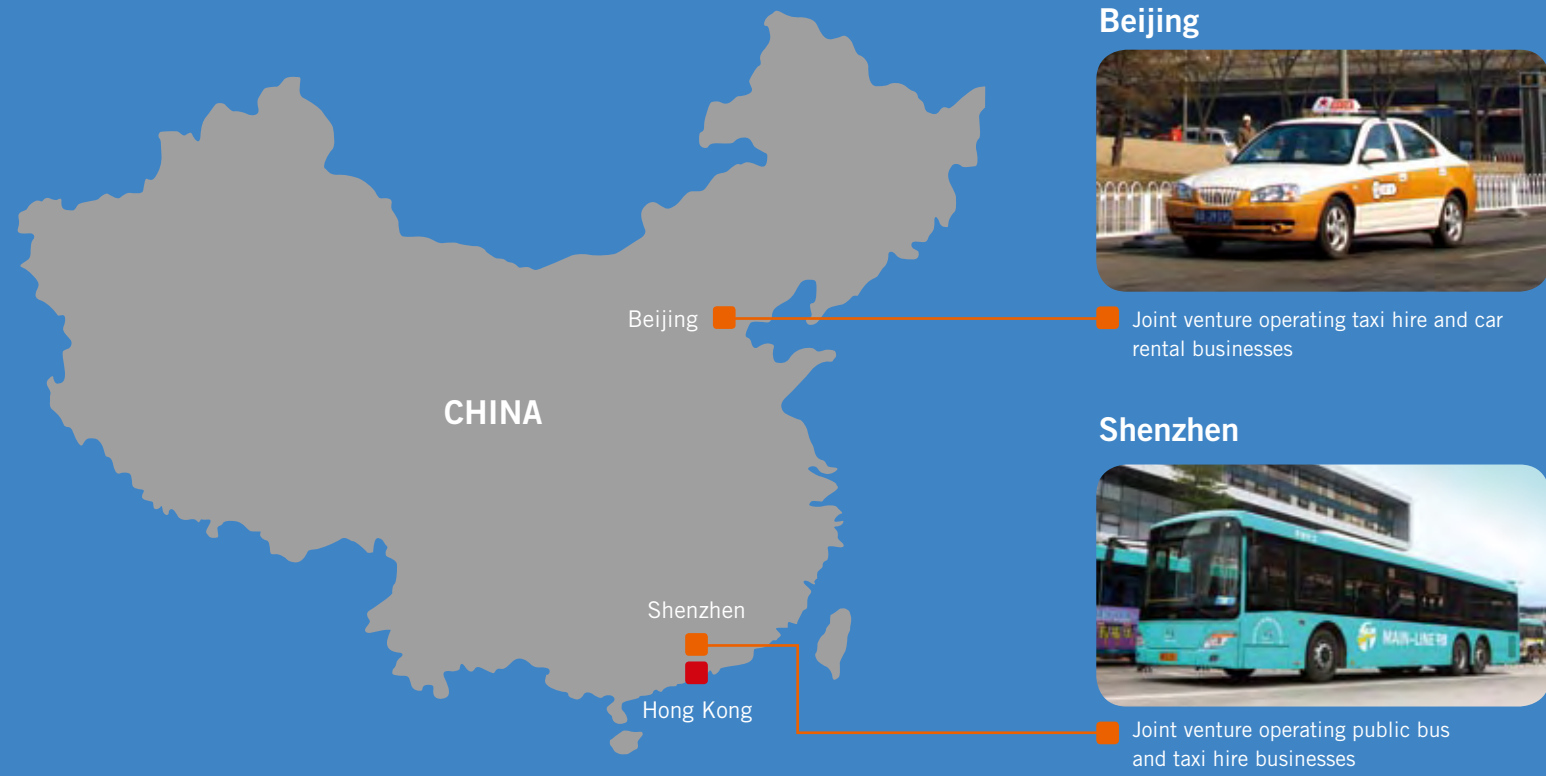 Beijing
Beijing
Joint venture operating taxi hire and car
rental businesses
CHINA
Shenzhen
MAIN-LINE
Shenzhen
Hong Kong
Joint venture operating public bus
and taxi hire businesses